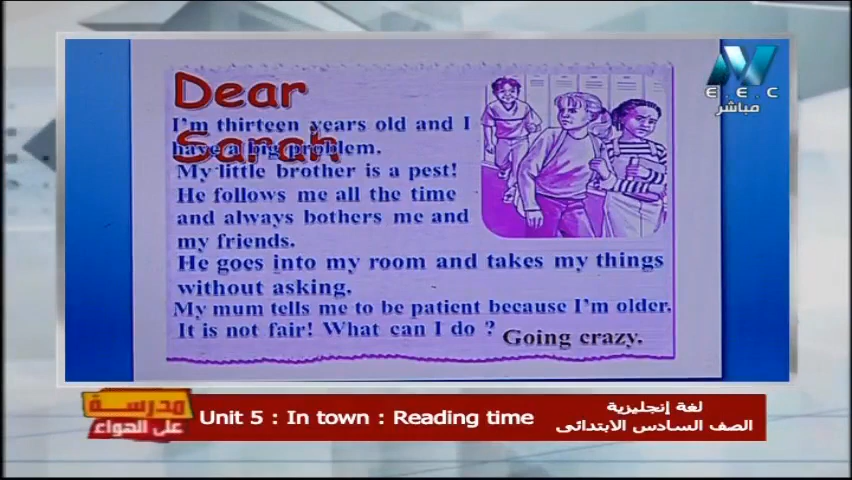 Dear
I'm thirteen years old and I
Sarah
have a big problem.
My little brother is a pest!
He follows me all the time
and always bothers me and
my friends.
He goes into my room and takes my things
without asking.
My mum tells me to be patient because I'm older.
It is not fair! What can I do ?
Going crazy.
E . E . C
مباشر
مدرسة
على الهواء
Unit 5 : In town : Reading time
لغة إنجليزية
الصف السادس الابتدائى